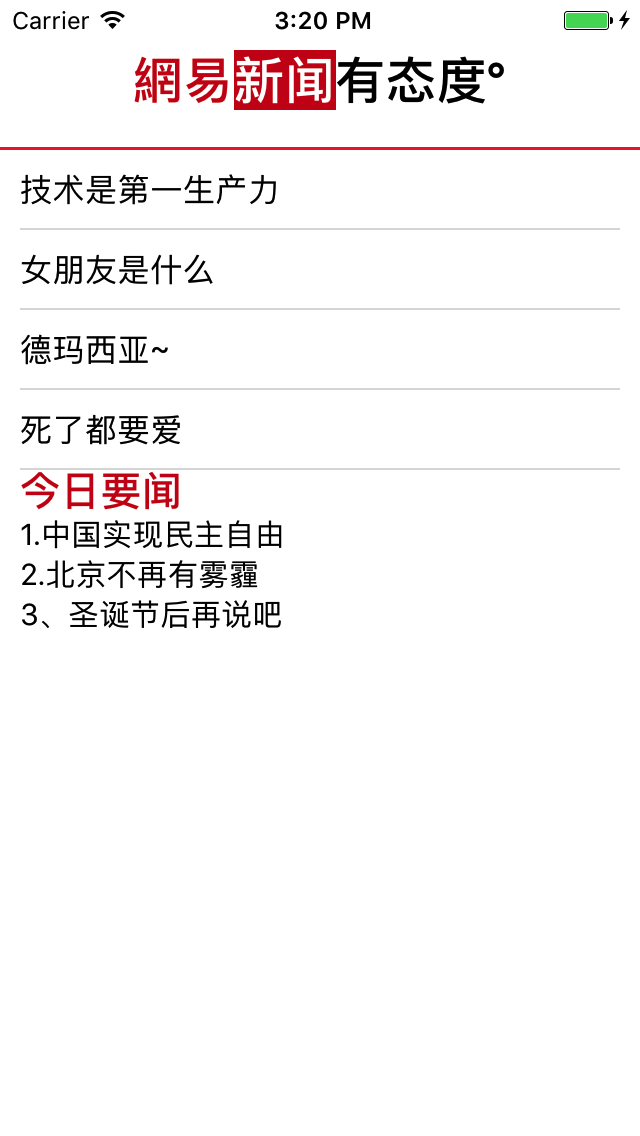 Carrier 3:20 PM
網易新闻有态度°
技术是第一生产力
女朋友是什么
德玛西亚~
死了都要爱
今日要闻
1.中国实现民主自由
2.北京不再有雾霾
3、圣诞节后再说吧